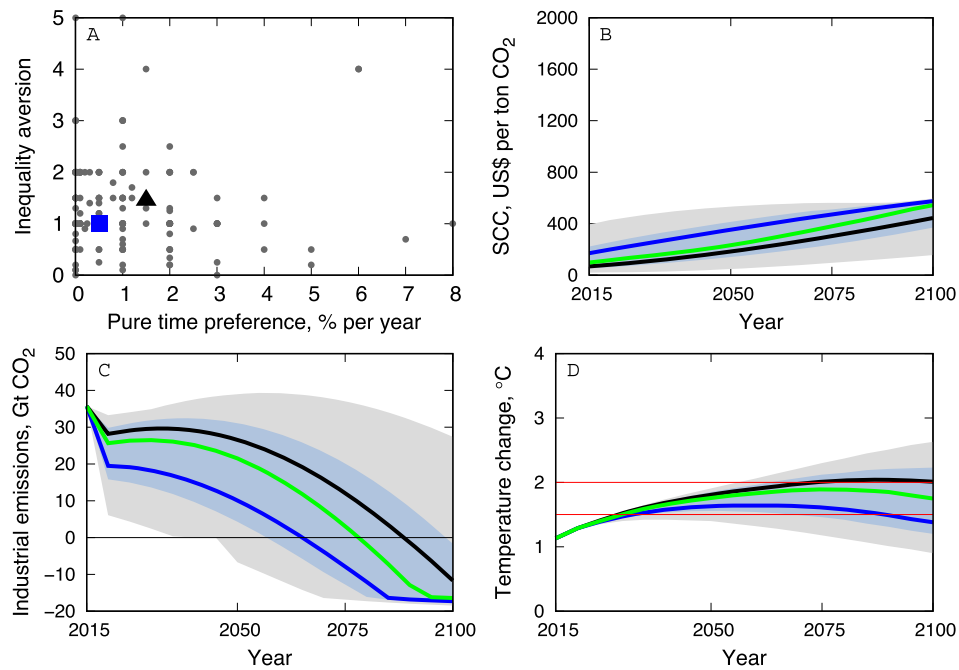 A
Inequality aversion
5
4
3
2
1
0
0 1 2 3 4 5 6 7 8
Pure time preference, % per year
B
SCC, US$ per ton CO2
2000
1600
1200
800
400
0
2015 2050 2075 2100
Year
C
Industrial emissions, Gt CO2
50
40
30
20
10
0
−10
−20
2015 2050 2075 2100
Year
D
Temperature change, °C
4
3
2
1
0
2015 2050 2075 2100
Year